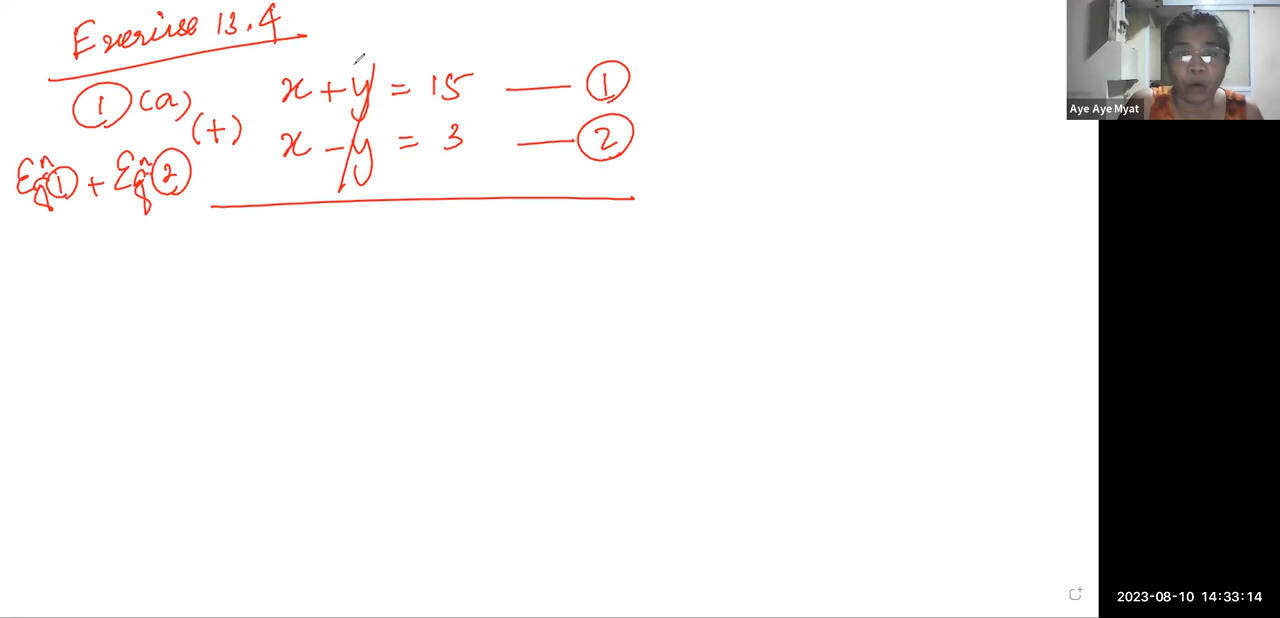 Exercise 13.4
① (a) x + y = 15 — ①
(+) x - y = 3 — ②
Eqⁿ ① + Eqⁿ ②
Aye Aye Myat
2023-08-10 14:33:14